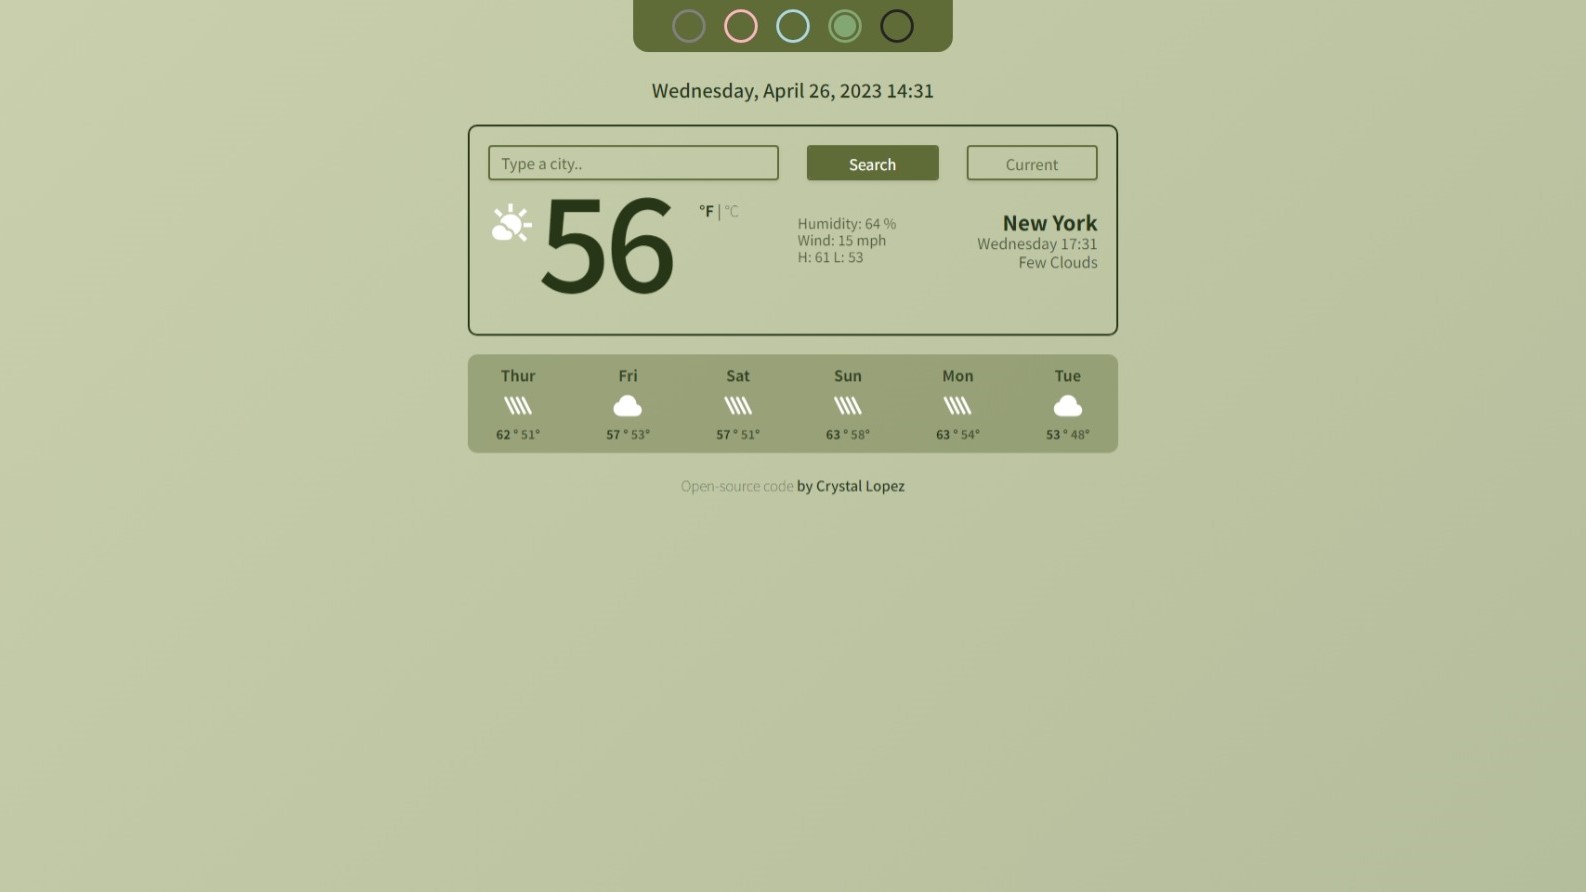 Wednesday, April 26, 2023 14:31
Type a city..
Search
Current
56
°F | °C
Humidity: 64 %
Wind: 15 mph
H: 61 L: 53
New York
Wednesday 17:31
Few Clouds
Thur Fri Sat Sun Mon Tue
62 ° 51° 57 ° 53° 57 ° 51° 63 ° 58° 63 ° 54° 53 ° 48°
Open-source code by Crystal Lopez